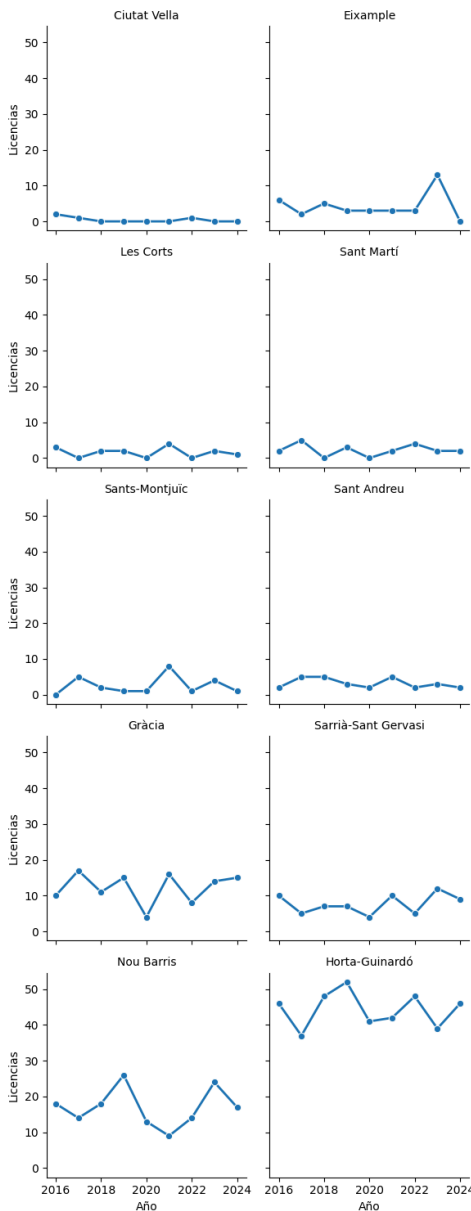 Ciutat Vella
Eixample
50
40
30
20
10
0
Licencias
Les Corts
Sant Martí
50
40
30
20
10
0
Licencias
Sants-Montjuïc
Sant Andreu
50
40
30
20
10
0
Licencias
Gràcia
Sarrià-Sant Gervasi
50
40
30
20
10
0
Licencias
Nou Barris
Horta-Guinardó
50
40
30
20
10
0
Licencias
2016 2018 2020 2022 2024
2016 2018 2020 2022 2024
Año
Año